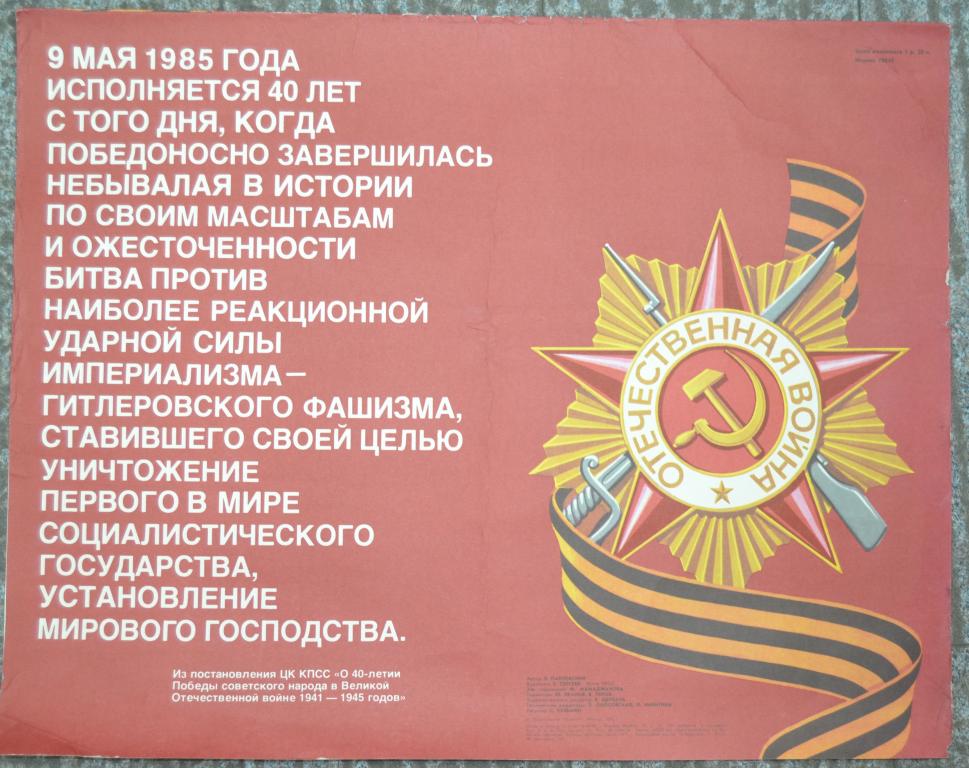 9 МАЯ 1985 ГОДА
ИСПОЛНЯЕТСЯ 40 ЛЕТ
С ТОГО ДНЯ, КОГДА
ПОБЕДОНОСНО ЗАВЕРШИЛАСЬ
НЕБЫВАЛАЯ В ИСТОРИИ
ПО СВОИМ МАСШТАБАМ
И ОЖЕСТОЧЕННОСТИ
БИТВА ПРОТИВ
НАИБОЛЕЕ РЕАКЦИОННОЙ
УДАРНОЙ СИЛЫ
ИМПЕРИАЛИЗМА—
ГИТЛЕРОВСКОГО ФАШИЗМА,
СТАВИВШЕГО СВОЕЙ ЦЕЛЬЮ
УНИЧТОЖЕНИЕ
ПЕРВОГО В МИРЕ
СОЦИАЛИСТИЧЕСКОГО
ГОСУДАРСТВА,
УСТАНОВЛЕНИЕ
МИРОВОГО ГОСПОДСТВА.
Из постановления ЦК КПСС «О 40-летии
Победы советского народа в Великой
Отечественной войне 1941 — 1945 годов»
ОТЕЧЕСТВЕННАЯ ВОЙНА